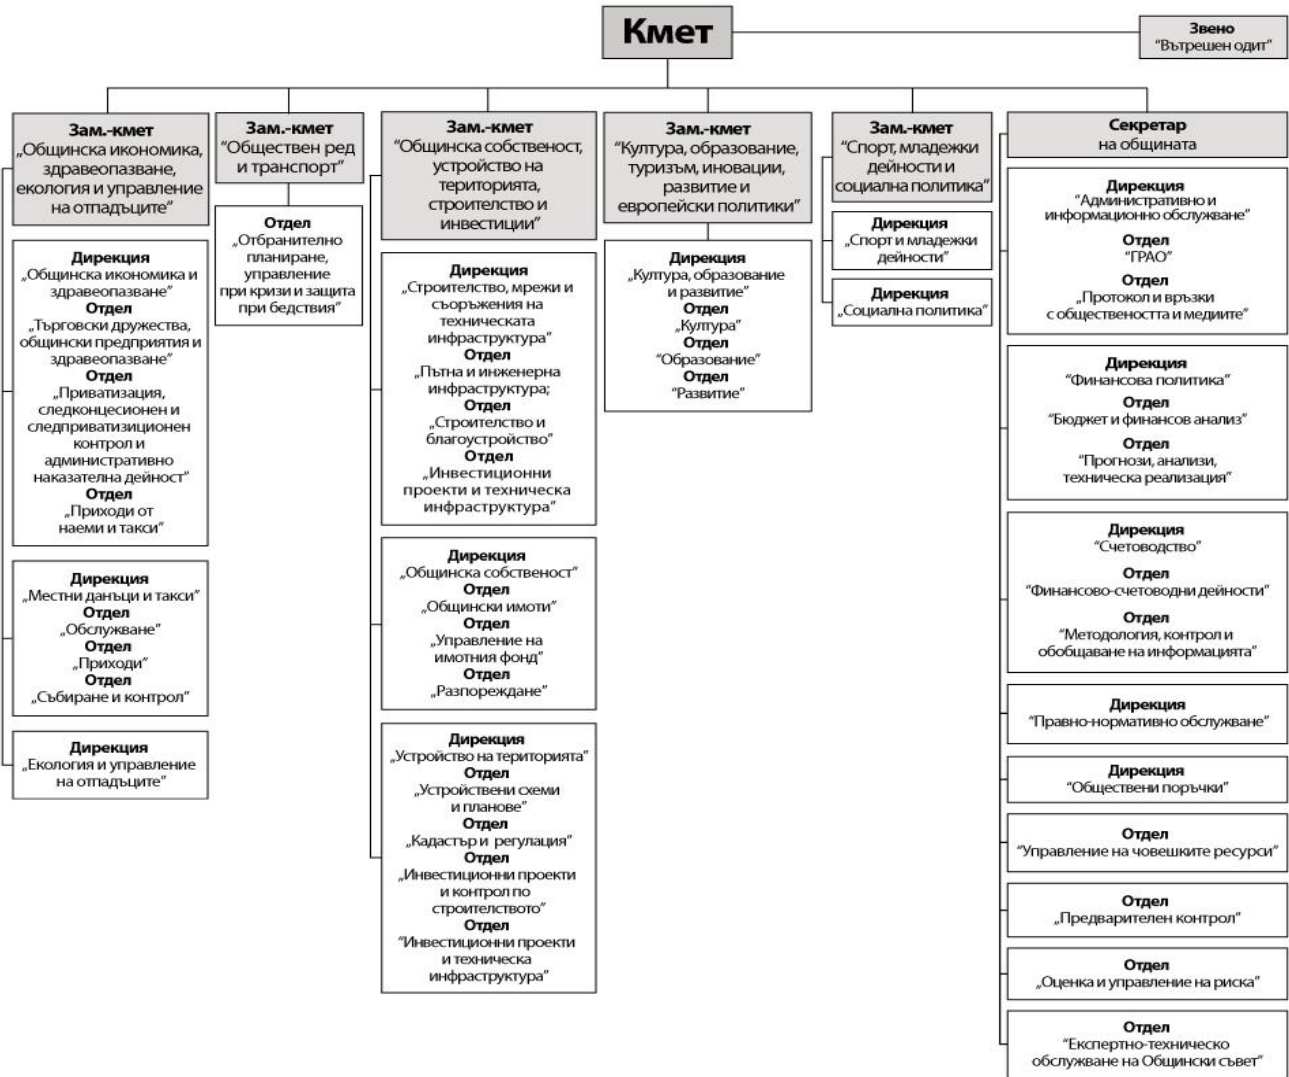 Кмет
Звено
“Вътрешен одит”
Зам.-кмет
„Общинска икономика,
здравеопазване,
екология и управление
на отпадъците”
Дирекция
„Общинска икономика и
здравеопазване”
Отдел
„Търговски дружества,
общински предприятия и
здравеопазване”
Отдел
„Приватизация,
следконцесионен и
следприватизиционен
контрол и
административно
наказателна дейност”
Отдел
„Приходи от
наеми и такси”
Дирекция
„Местни данъци и такси”
Отдел
„Обслужване”
Отдел
„Приходи”
Отдел
„Събиране и контрол”
Дирекция
„Екология и управление
на отпадъците”
Зам.-кмет
“Обществен ред
и транспорт”
Отдел
„Отбранително
планиране,
управление
при кризи и защита
при бедствия”
Зам.-кмет
“Общинска собственост,
устройство на
територията,
строителство и
инвестиции”
Дирекция
„Строителство, мрежи и
съоръжения на
техническата
инфраструктура”
Отдел
„Пътна и инженерна
инфраструктура;
Отдел
„Строителство и
благоустройство”
Отдел
„Инвестиционни
проекти и техническа
инфраструктура”
Дирекция
„Общинска собственост”
Отдел
„Общински имоти”
Отдел
„Управление на
имотния фонд”
Отдел
„Разпореждане”
Дирекция
„Устройство на територията”
Отдел
„Устройствени схеми
и планове”
Отдел
„Кадастър и регулация”
Отдел
„Инвестиционни проекти
и контрол по
строителството”
Отдел
“Инвестиционни проекти
и техническа
инфраструктура”
Зам.-кмет
“Култура, образование,
туризъм, иновации,
развитие и
европейски политики”
Дирекция
„Култура, образование
и развитие”
Отдел
„Култура”
Отдел
“Образование”
Отдел
“Развитие”
Зам.-кмет
“Спорт, младежки
дейности и
социална политика”
Дирекция
„Спорт и младежки
дейности”
Дирекция
„Социална политика”
Секретар
на общината
Дирекция
“Административно и
информационно обслужване”
Отдел
“ГРАО”
Отдел
„Протокол и връзки
с обществеността и медиите”
Дирекция
“Финансова политика”
Отдел
“Бюджет и финансов анализ”
Отдел
“Прогнози, анализи,
техническа реализация”
Дирекция
“Счетоводство”
Отдел
“Финансово-счетоводни дейности”
Отдел
“Методология, контрол и
обобщаване на информацията”
Дирекция
“Правно-нормативно обслужване”
Дирекция
“Обществени поръчки”
Отдел
“Управление на човешките ресурси”
Отдел
„Предварителен контрол”
Отдел
„Оценка и управление на риска”
Отдел
“Експертно-техническо
обслужване на Общински съвет”